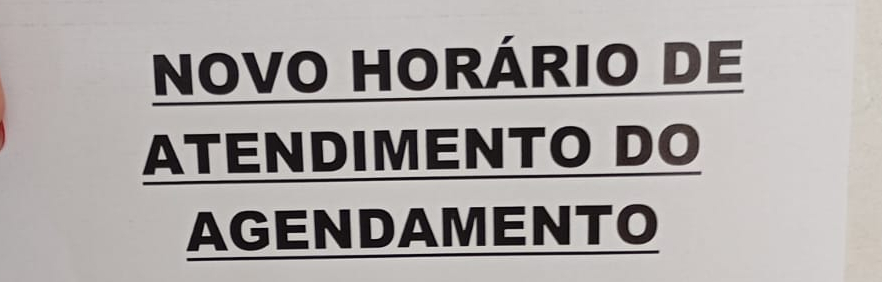 NOVO HORÁRIO DE
ATENDIMENTO DO
AGENDAMENTO